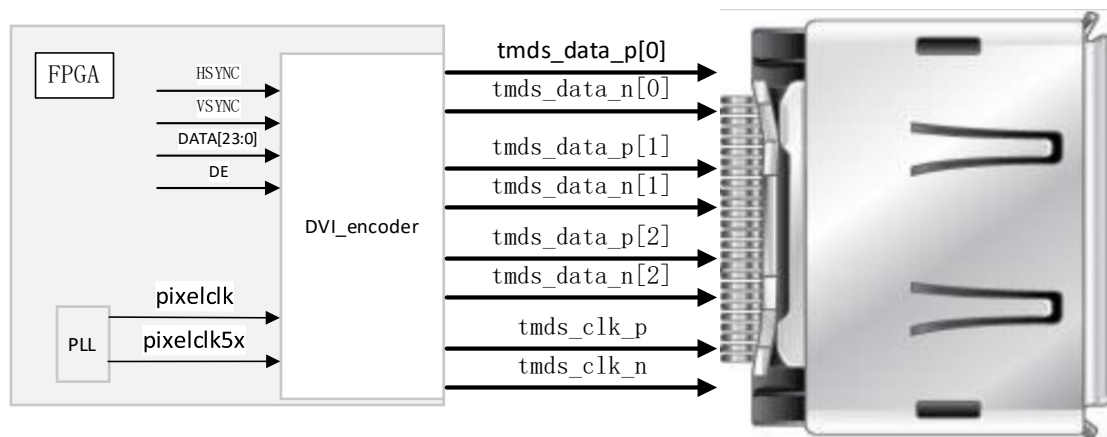 FPGA
HSYNC
VSYNC
DATA[23:0]
DE
DVI_encoder
pixelclk
pixelclk5x
PLL
tmds_data_p[0]
tmds_data_n[0]
tmds_data_p[1]
tmds_data_n[1]
tmds_data_p[2]
tmds_data_n[2]
tmds_clk_p
tmds_clk_n